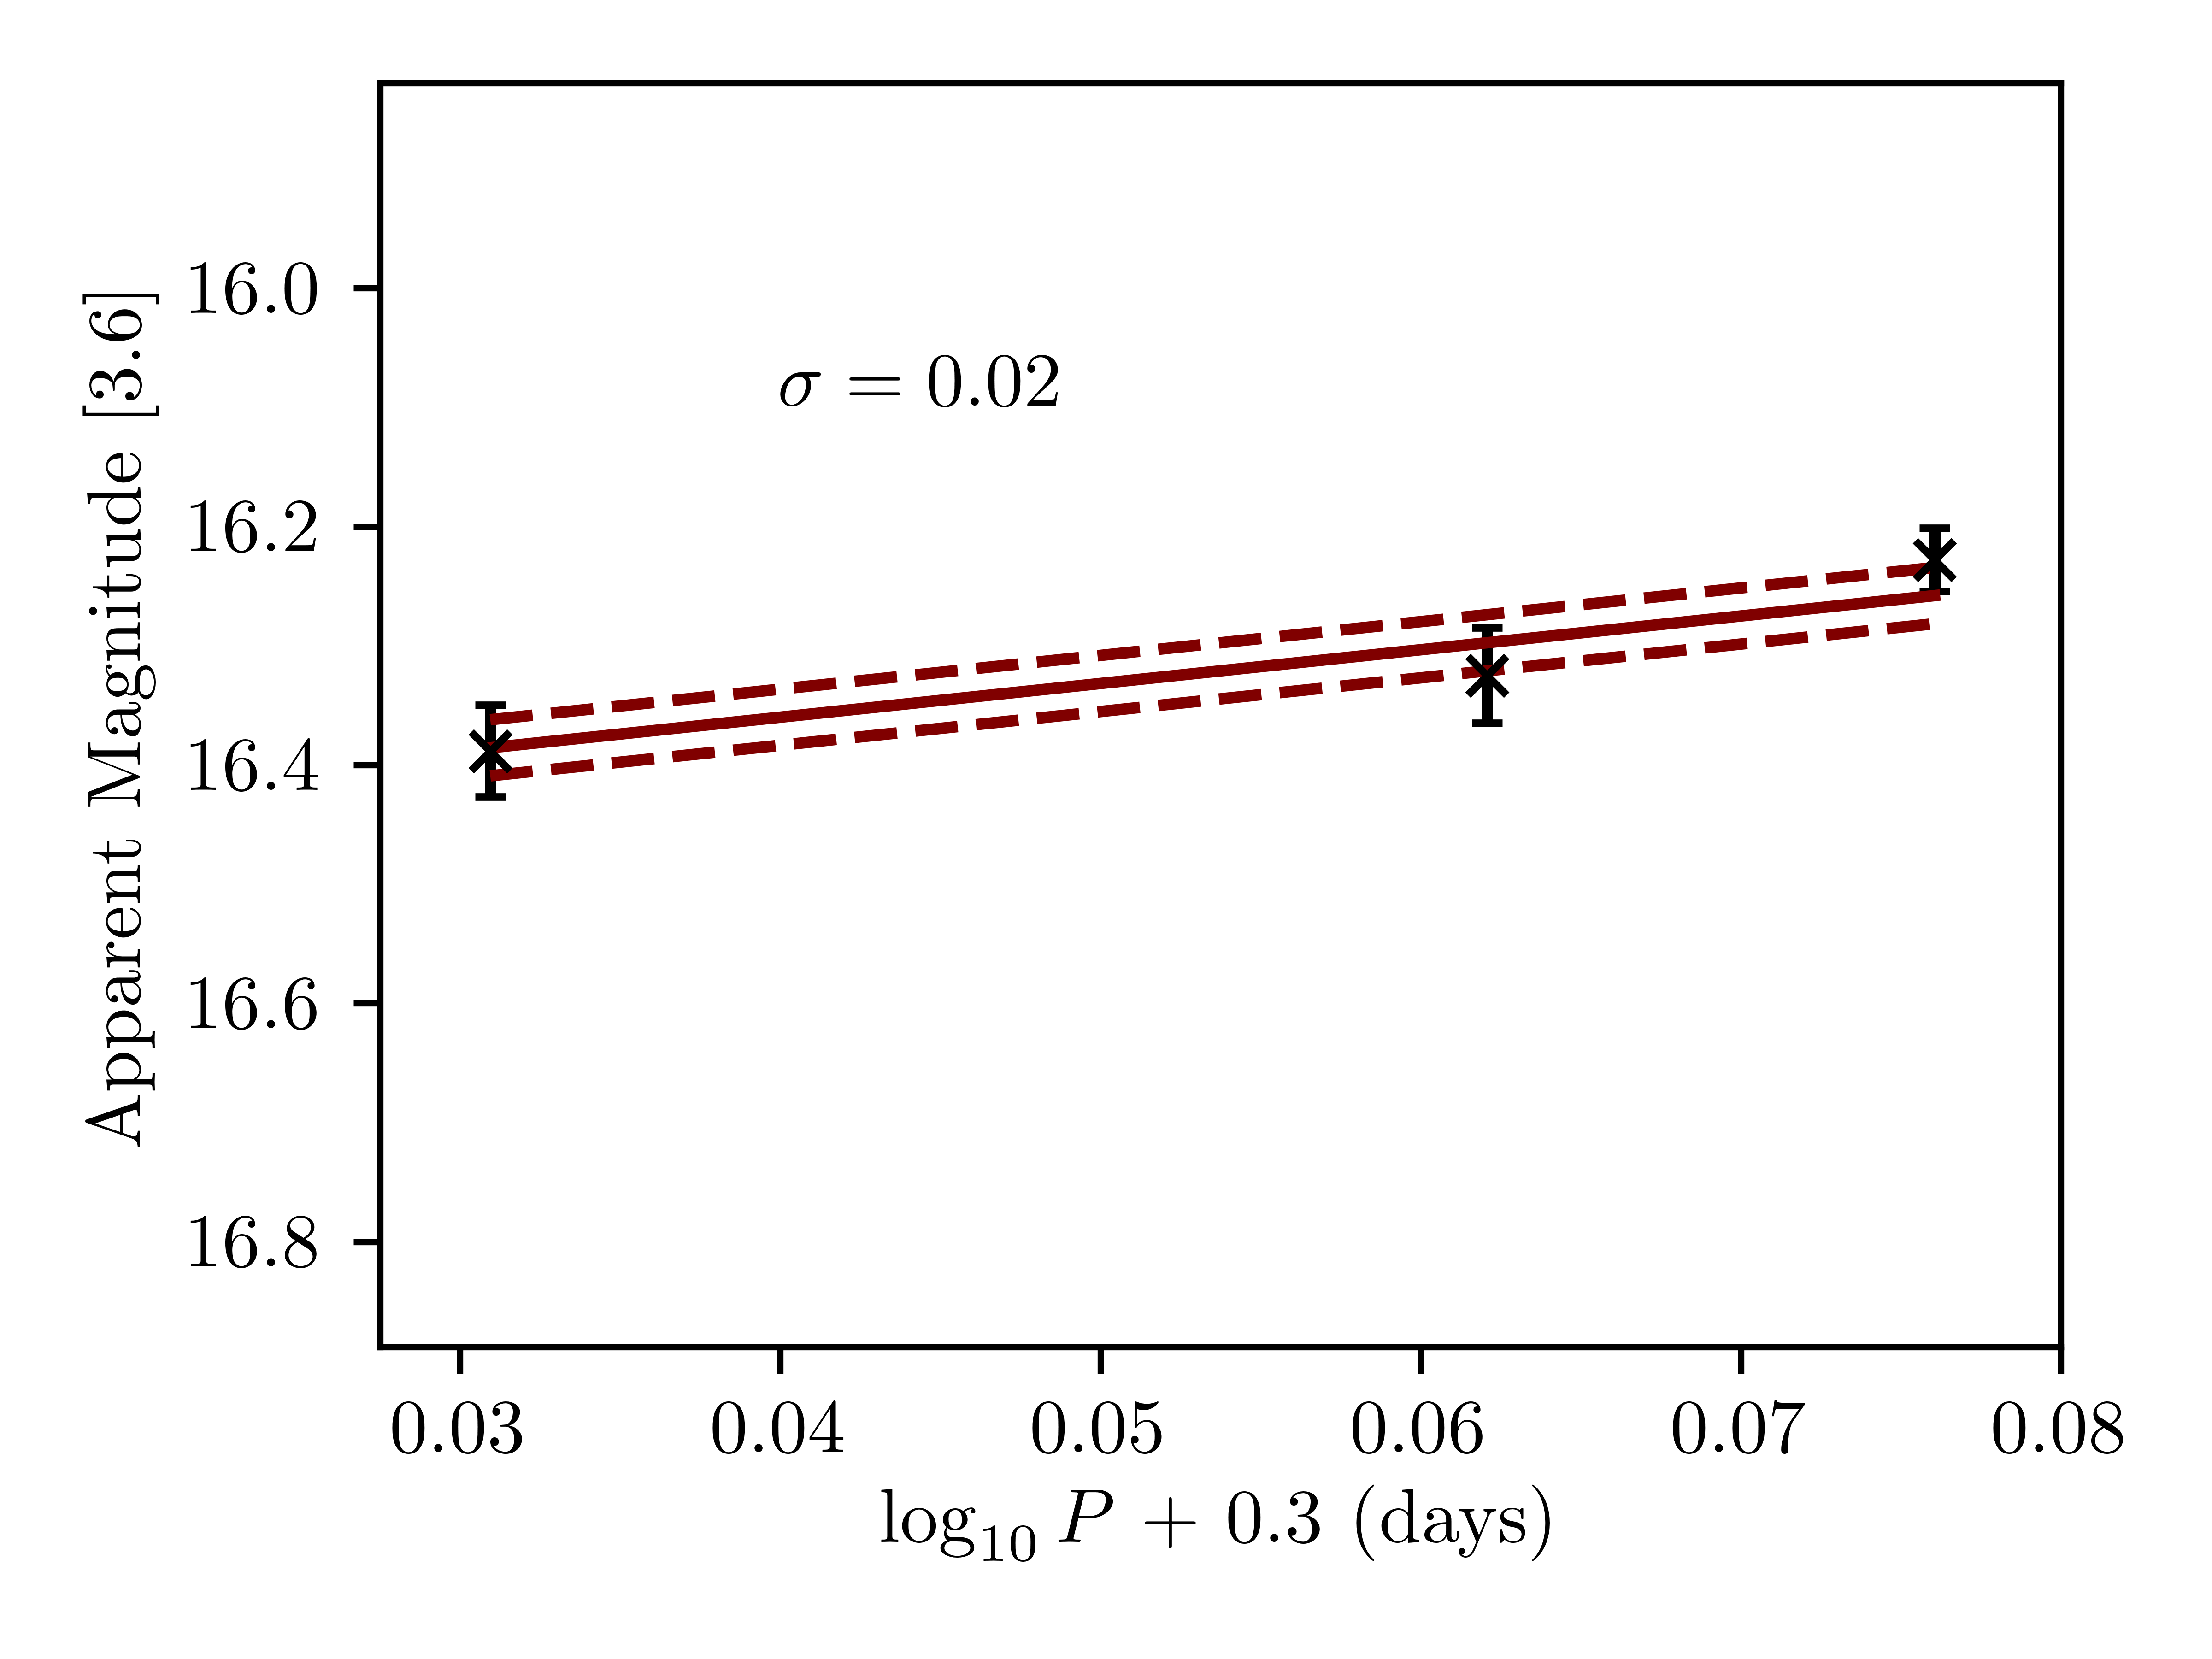 Apparent Magnitude [3.6]
16.0
16.2
16.4
16.6
16.8
σ = 0.02
0.03 0.04 0.05 0.06 0.07 0.08
log₁₀ P + 0.3 (days)